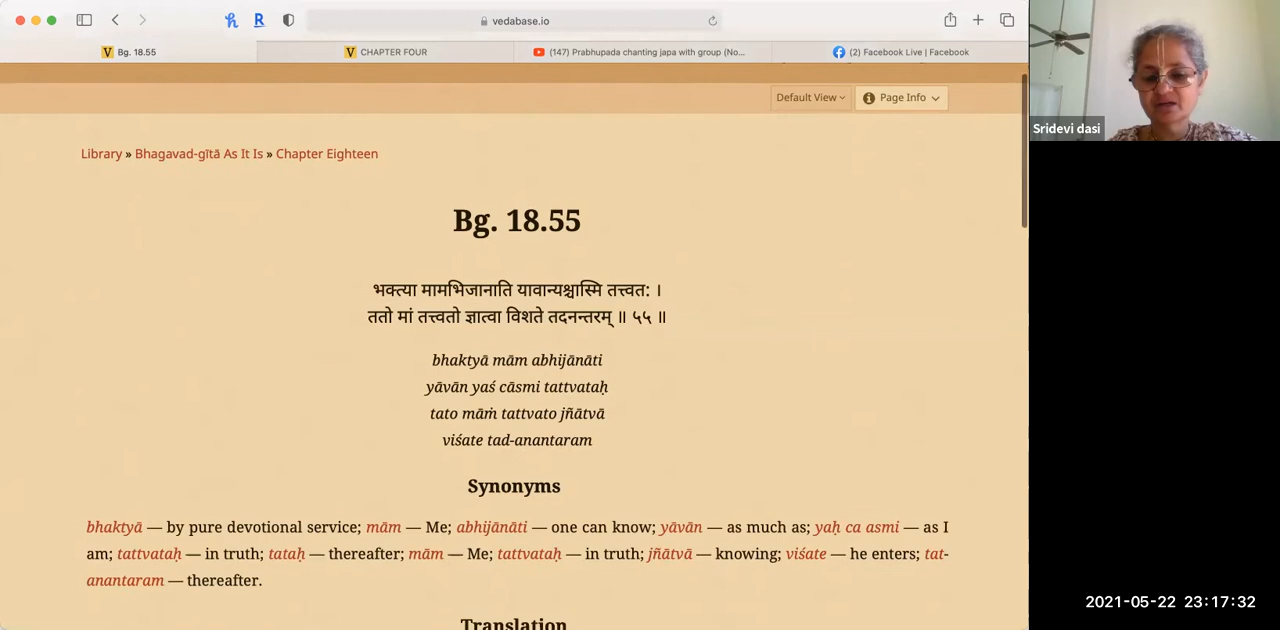 vedabase.io
Bg. 18.55
CHAPTER FOUR
(147) Prabhupada chanting japa with group (No...
(2) Facebook Live | Facebook
Default View
Page Info
Sridevi dasi
Library » Bhagavad-gītā As It Is » Chapter Eighteen
Bg. 18.55
भक्त्या मामभिजानाति यावान्यश्चास्मि तत्त्वत: ।
ततो मां तत्त्वतो ज्ञात्वा विशते तदनन्तरम् ॥ ५५ ॥
bhaktyā mām abhijānāti
yāvān yaś cāsmi tattvataḥ
tato māṁ tattvato jñātvā
viśate tad-anantaram
Synonyms
bhaktyā — by pure devotional service; mām — Me; abhijānāti — one can know; yāvān — as much as; yaḥ ca asmi — as I
am; tattvataḥ — in truth; tataḥ — thereafter; mām — Me; tattvataḥ — in truth; jñātvā — knowing; viśate — he enters; tat-
anantaram — thereafter.
Translation
2021-05-22 23:17:32